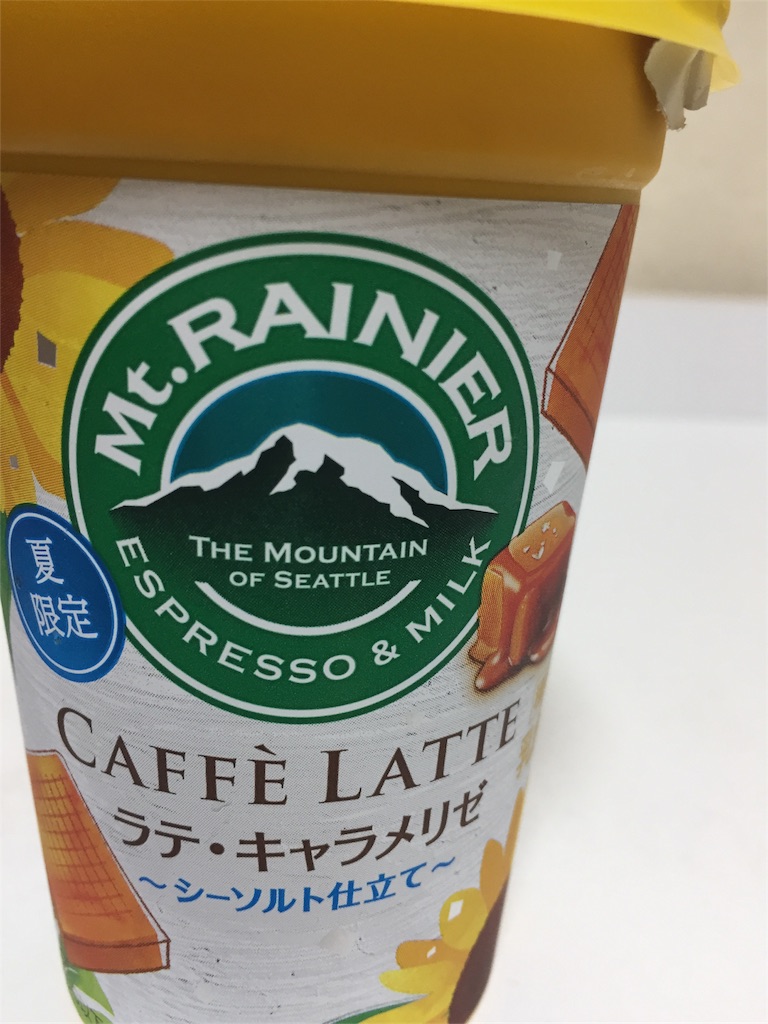 Mt. RAINIER
THE MOUNTAIN
OF SEATTLE
ESPRESSO & MILK
夏
限定
CAFFÈ LATTE
ラテ・キャラメリゼ
～シーソルト仕立て～